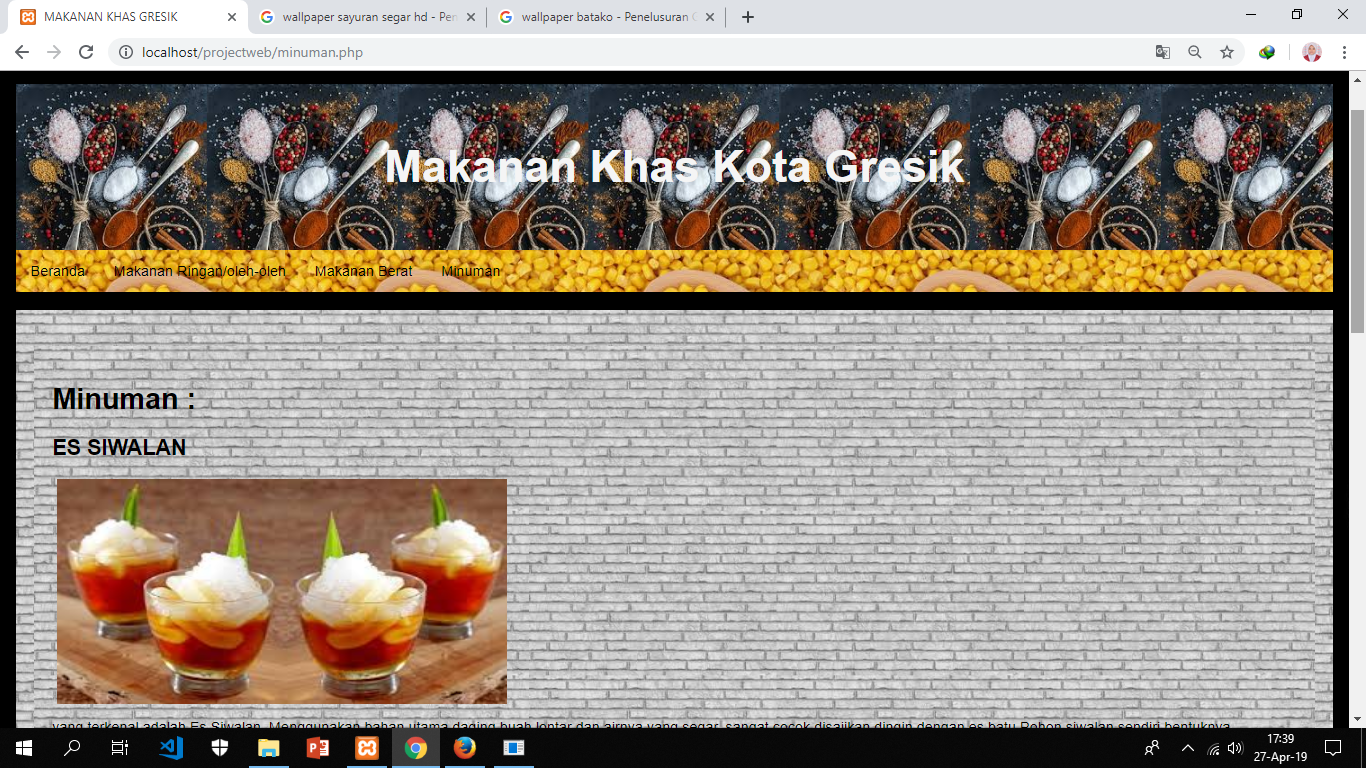 MAKANAN KHAS GRESIK
wallpaper sayuran segar hd - Pen
wallpaper batako - Penelusuran G
localhost/projectweb/minuman.php
Makanan Khas Kota Gresik
Beranda Makanan Ringan/oleh-oleh Makanan Berat Minuman
Minuman :
ES SIWALAN
yang terkenal adalah Es Siwalan. Menggunakan bahan utama daging buah lontar dan airnya yang segar, sangat cocok disajikan dingin dengan es batu.Pohon siwalan sendiri bentuknya
17:39
27-Apr-19